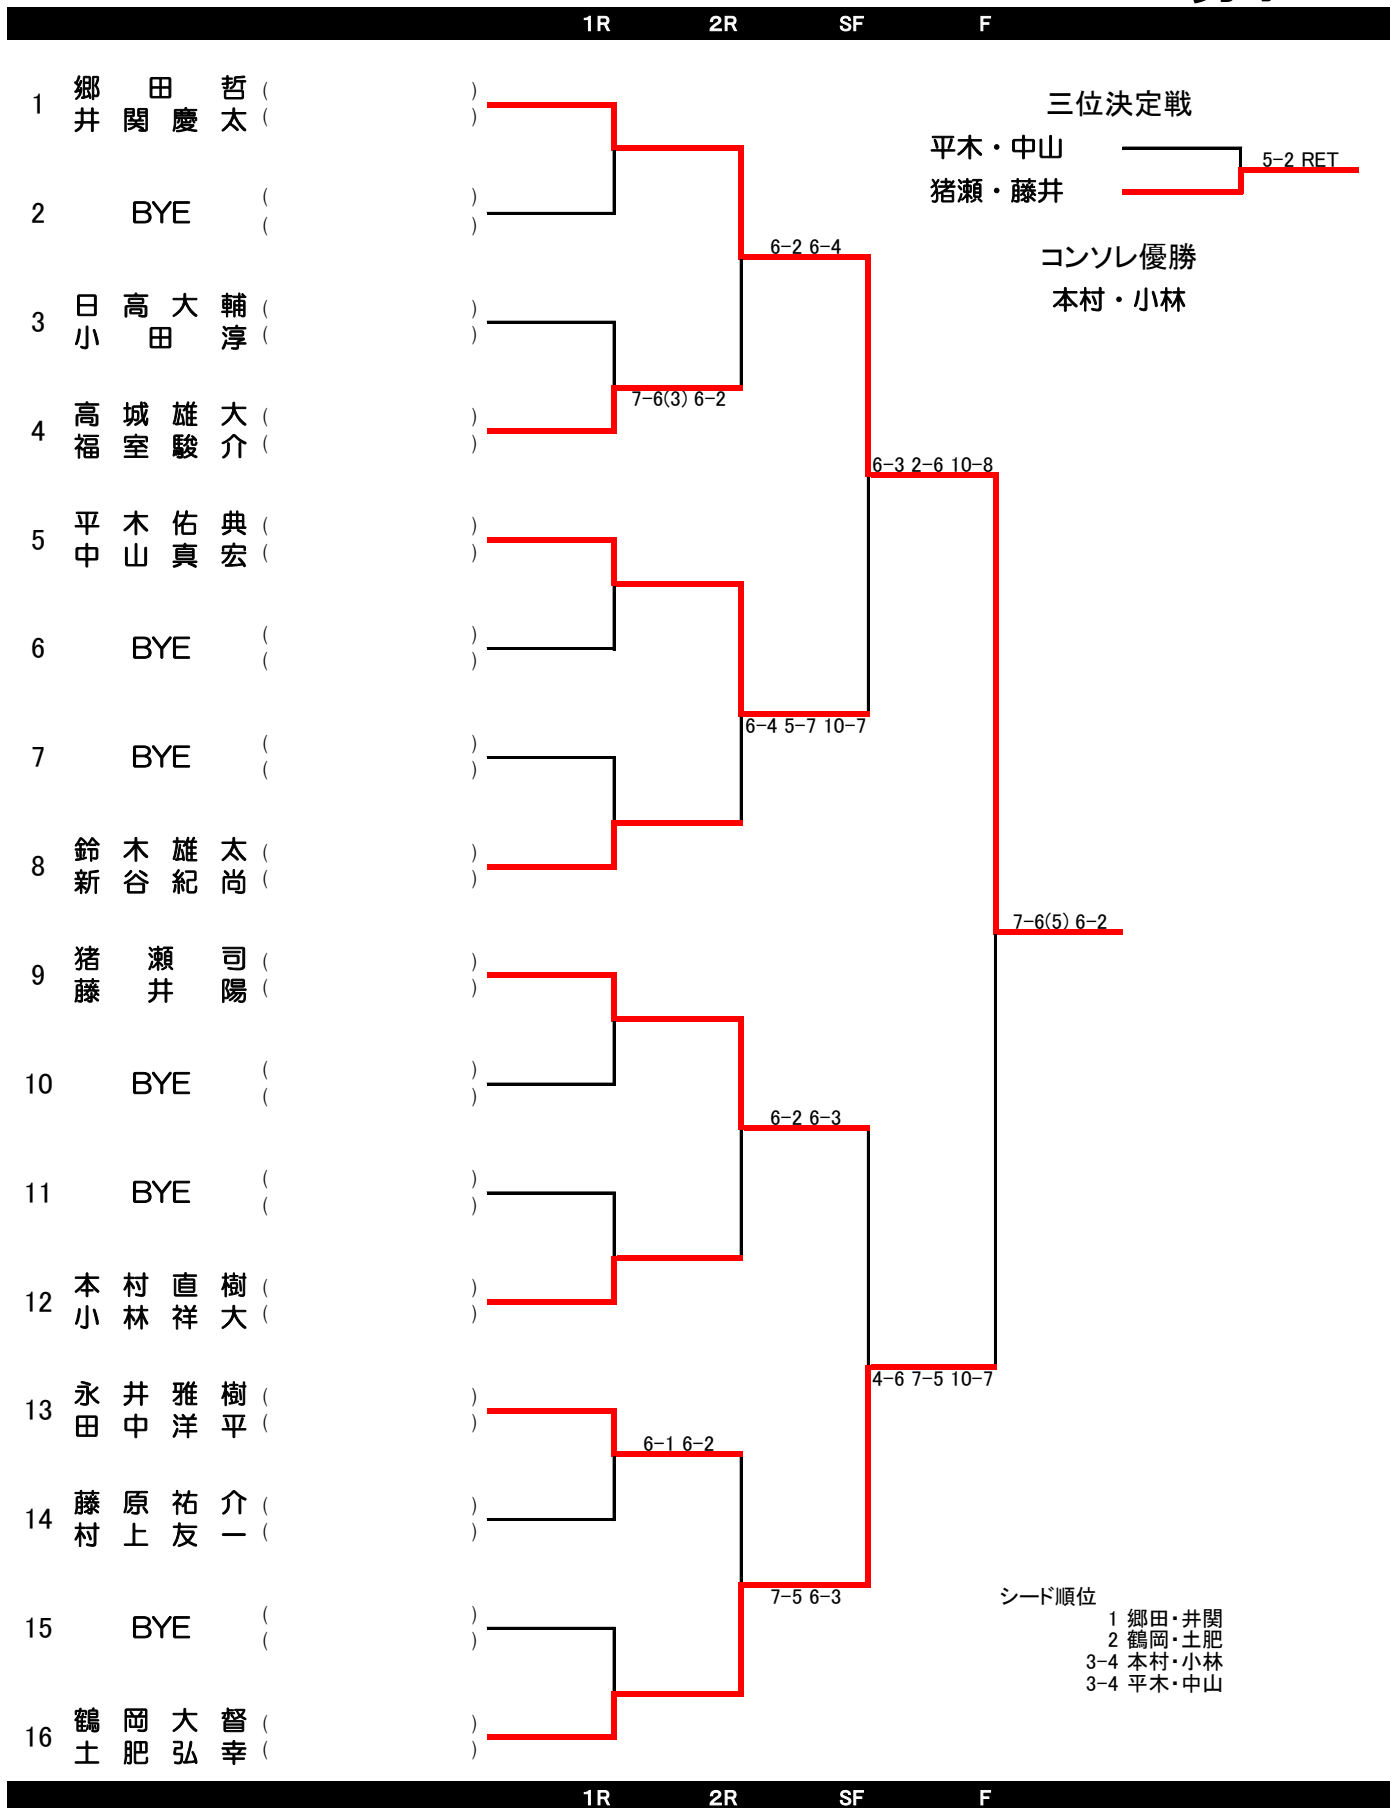 1R 2R SF F
1 郷田 哲 ( )
井関慶太 ( )
三位決定戦
平木・中山
5-2 RET
猪瀬・藤井
2 BYE ( )
( )
6-2 6-4
コンソレ優勝
本村・小林
3 日高大輔 ( )
小田 淳 ( )
7-6(3) 6-2
4 高城雄大 ( )
福室駿介 ( )
6-3 2-6 10-8
5 平木佑典 ( )
中山真宏 ( )
6 BYE ( )
( )
6-4 5-7 10-7
7 BYE ( )
( )
8 鈴木雄太 ( )
新谷紀尚 ( )
7-6(5) 6-2
9 猪瀬 司 ( )
藤井 陽 ( )
10 BYE ( )
( )
6-2 6-3
11 BYE ( )
( )
12 本村直樹 ( )
小林祥大 ( )
4-6 7-5 10-7
13 永井雅樹 ( )
田中洋平 ( )
6-1 6-2
14 藤原祐介 ( )
村上友一 ( )
7-5 6-3
15 BYE ( )
( )
シード順位
1 郷田・井関
2 鶴岡・土肥
3-4 本村・小林
3-4 平木・中山
16 鶴岡大督 ( )
土肥弘幸 ( )
1R 2R SF F